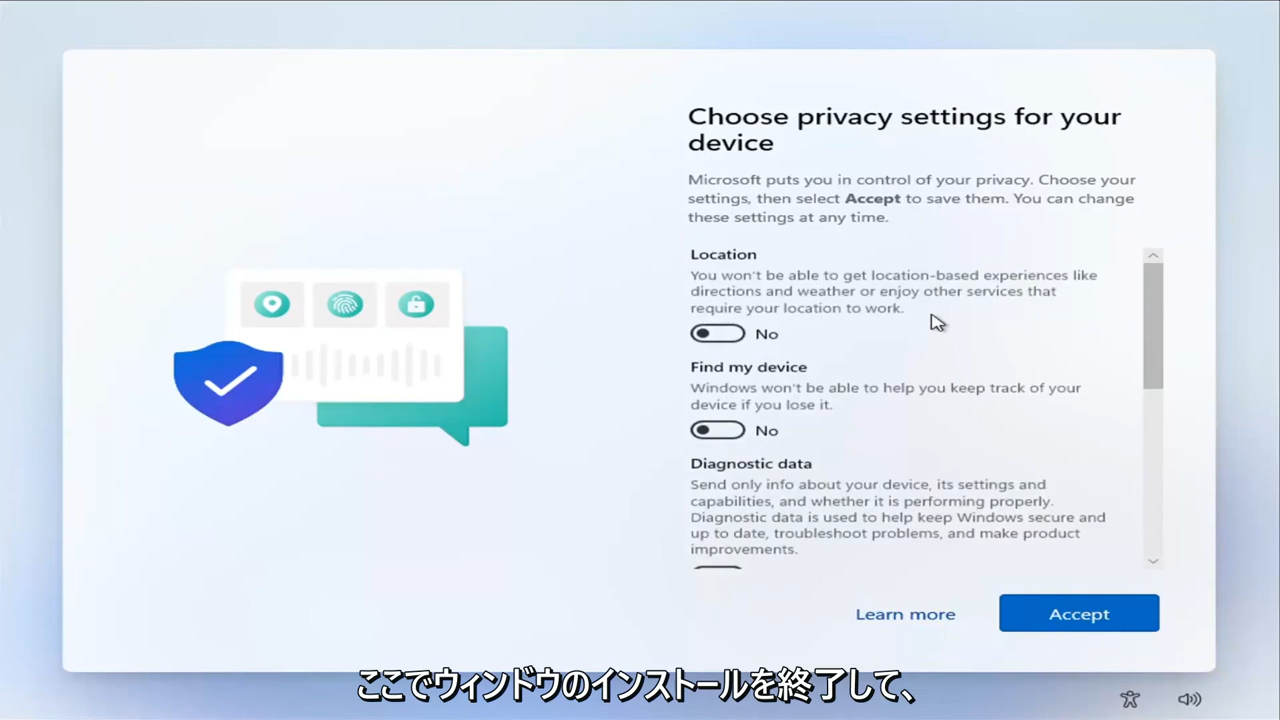 Choose privacy settings for your
device
Microsoft puts you in control of your privacy. Choose your
settings, then select Accept to save them. You can change
these settings at any time.
Location
You won't be able to get location-based experiences like
directions and weather or enjoy other services that
require your location to work.
No
Find my device
Windows won't be able to help you keep track of your
device if you lose it.
No
Diagnostic data
Send only info about your device, its settings and
capabilities, and whether it is performing properly.
Diagnostic data is used to help keep Windows secure and
up to date, troubleshoot problems, and make product
improvements.
Learn more
Accept
ここでウィンドウのインストールを終了して、